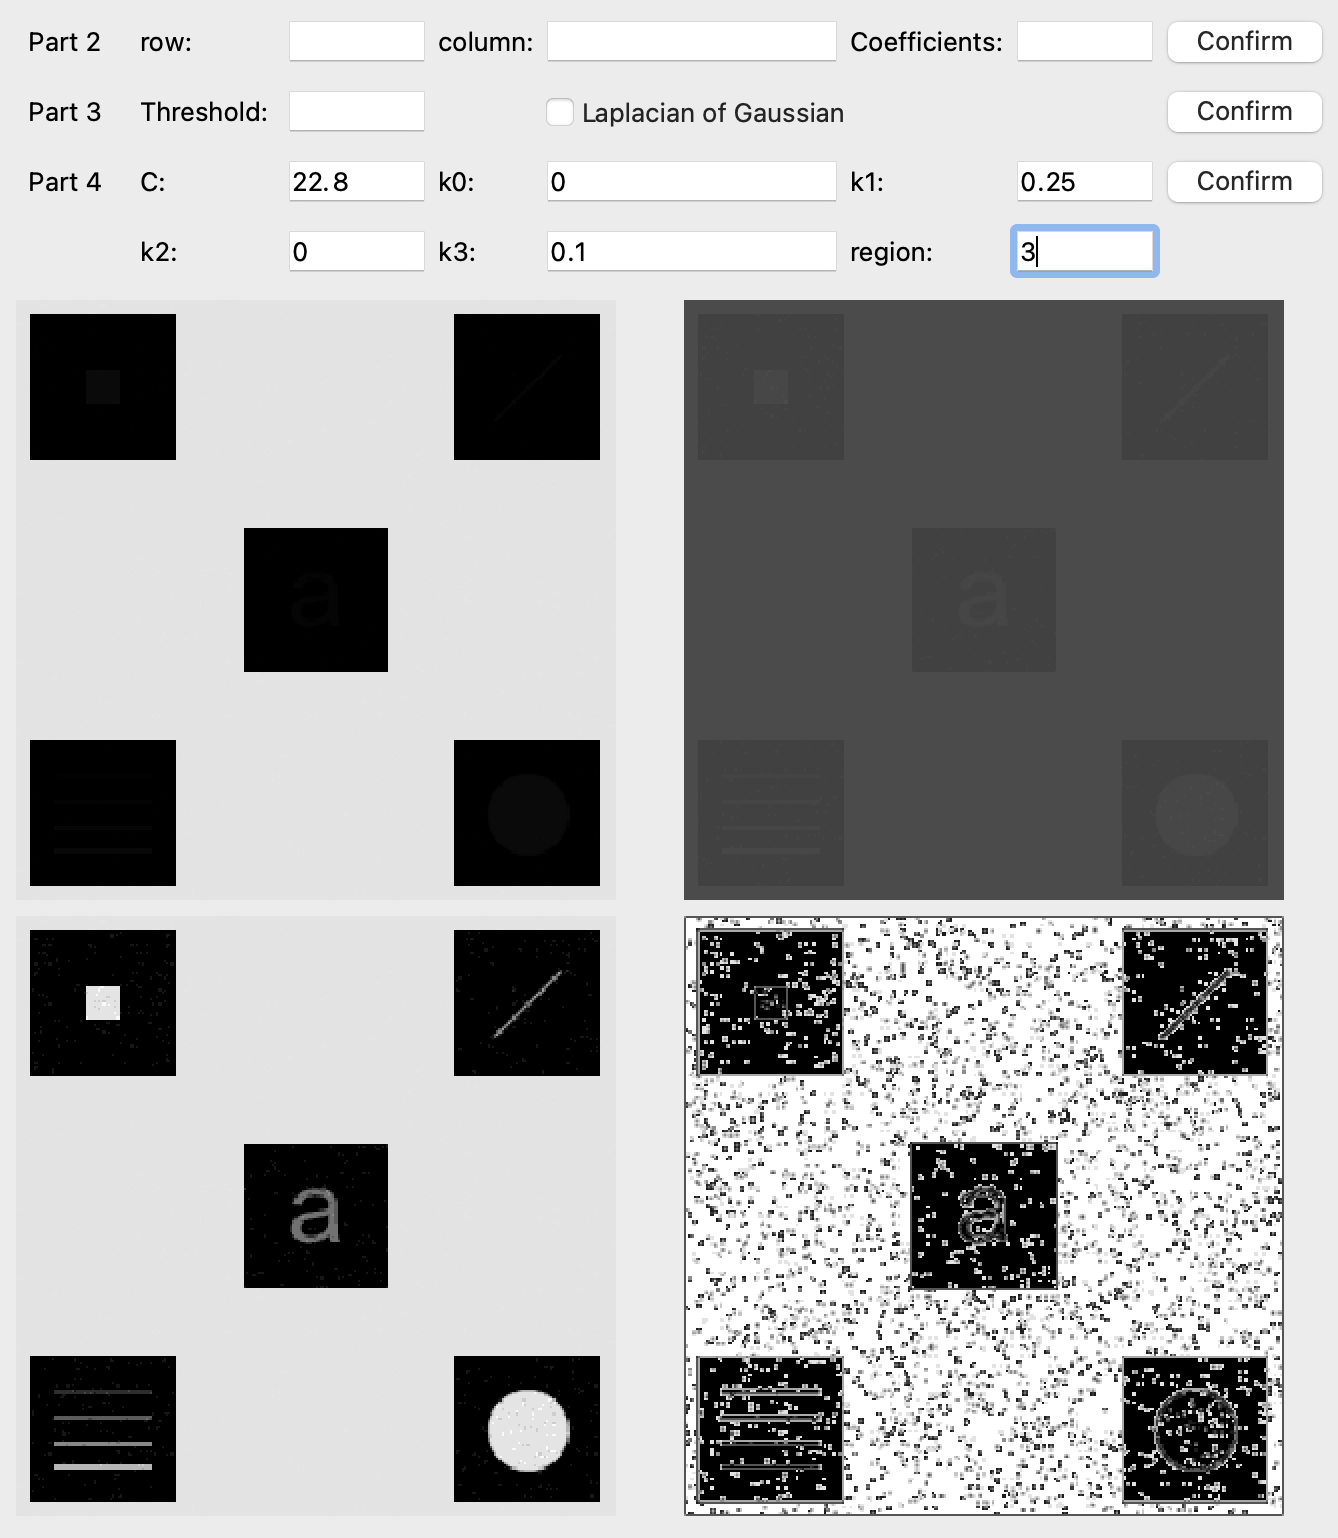 Part 2 row: column: Coefficients: Confirm
Part 3 Threshold: Laplacian of Gaussian Confirm
Part 4 C: 22.8 k0: 0 k1: 0.25 Confirm
k2: 0 k3: 0.1 region: 3
a
a
a
a